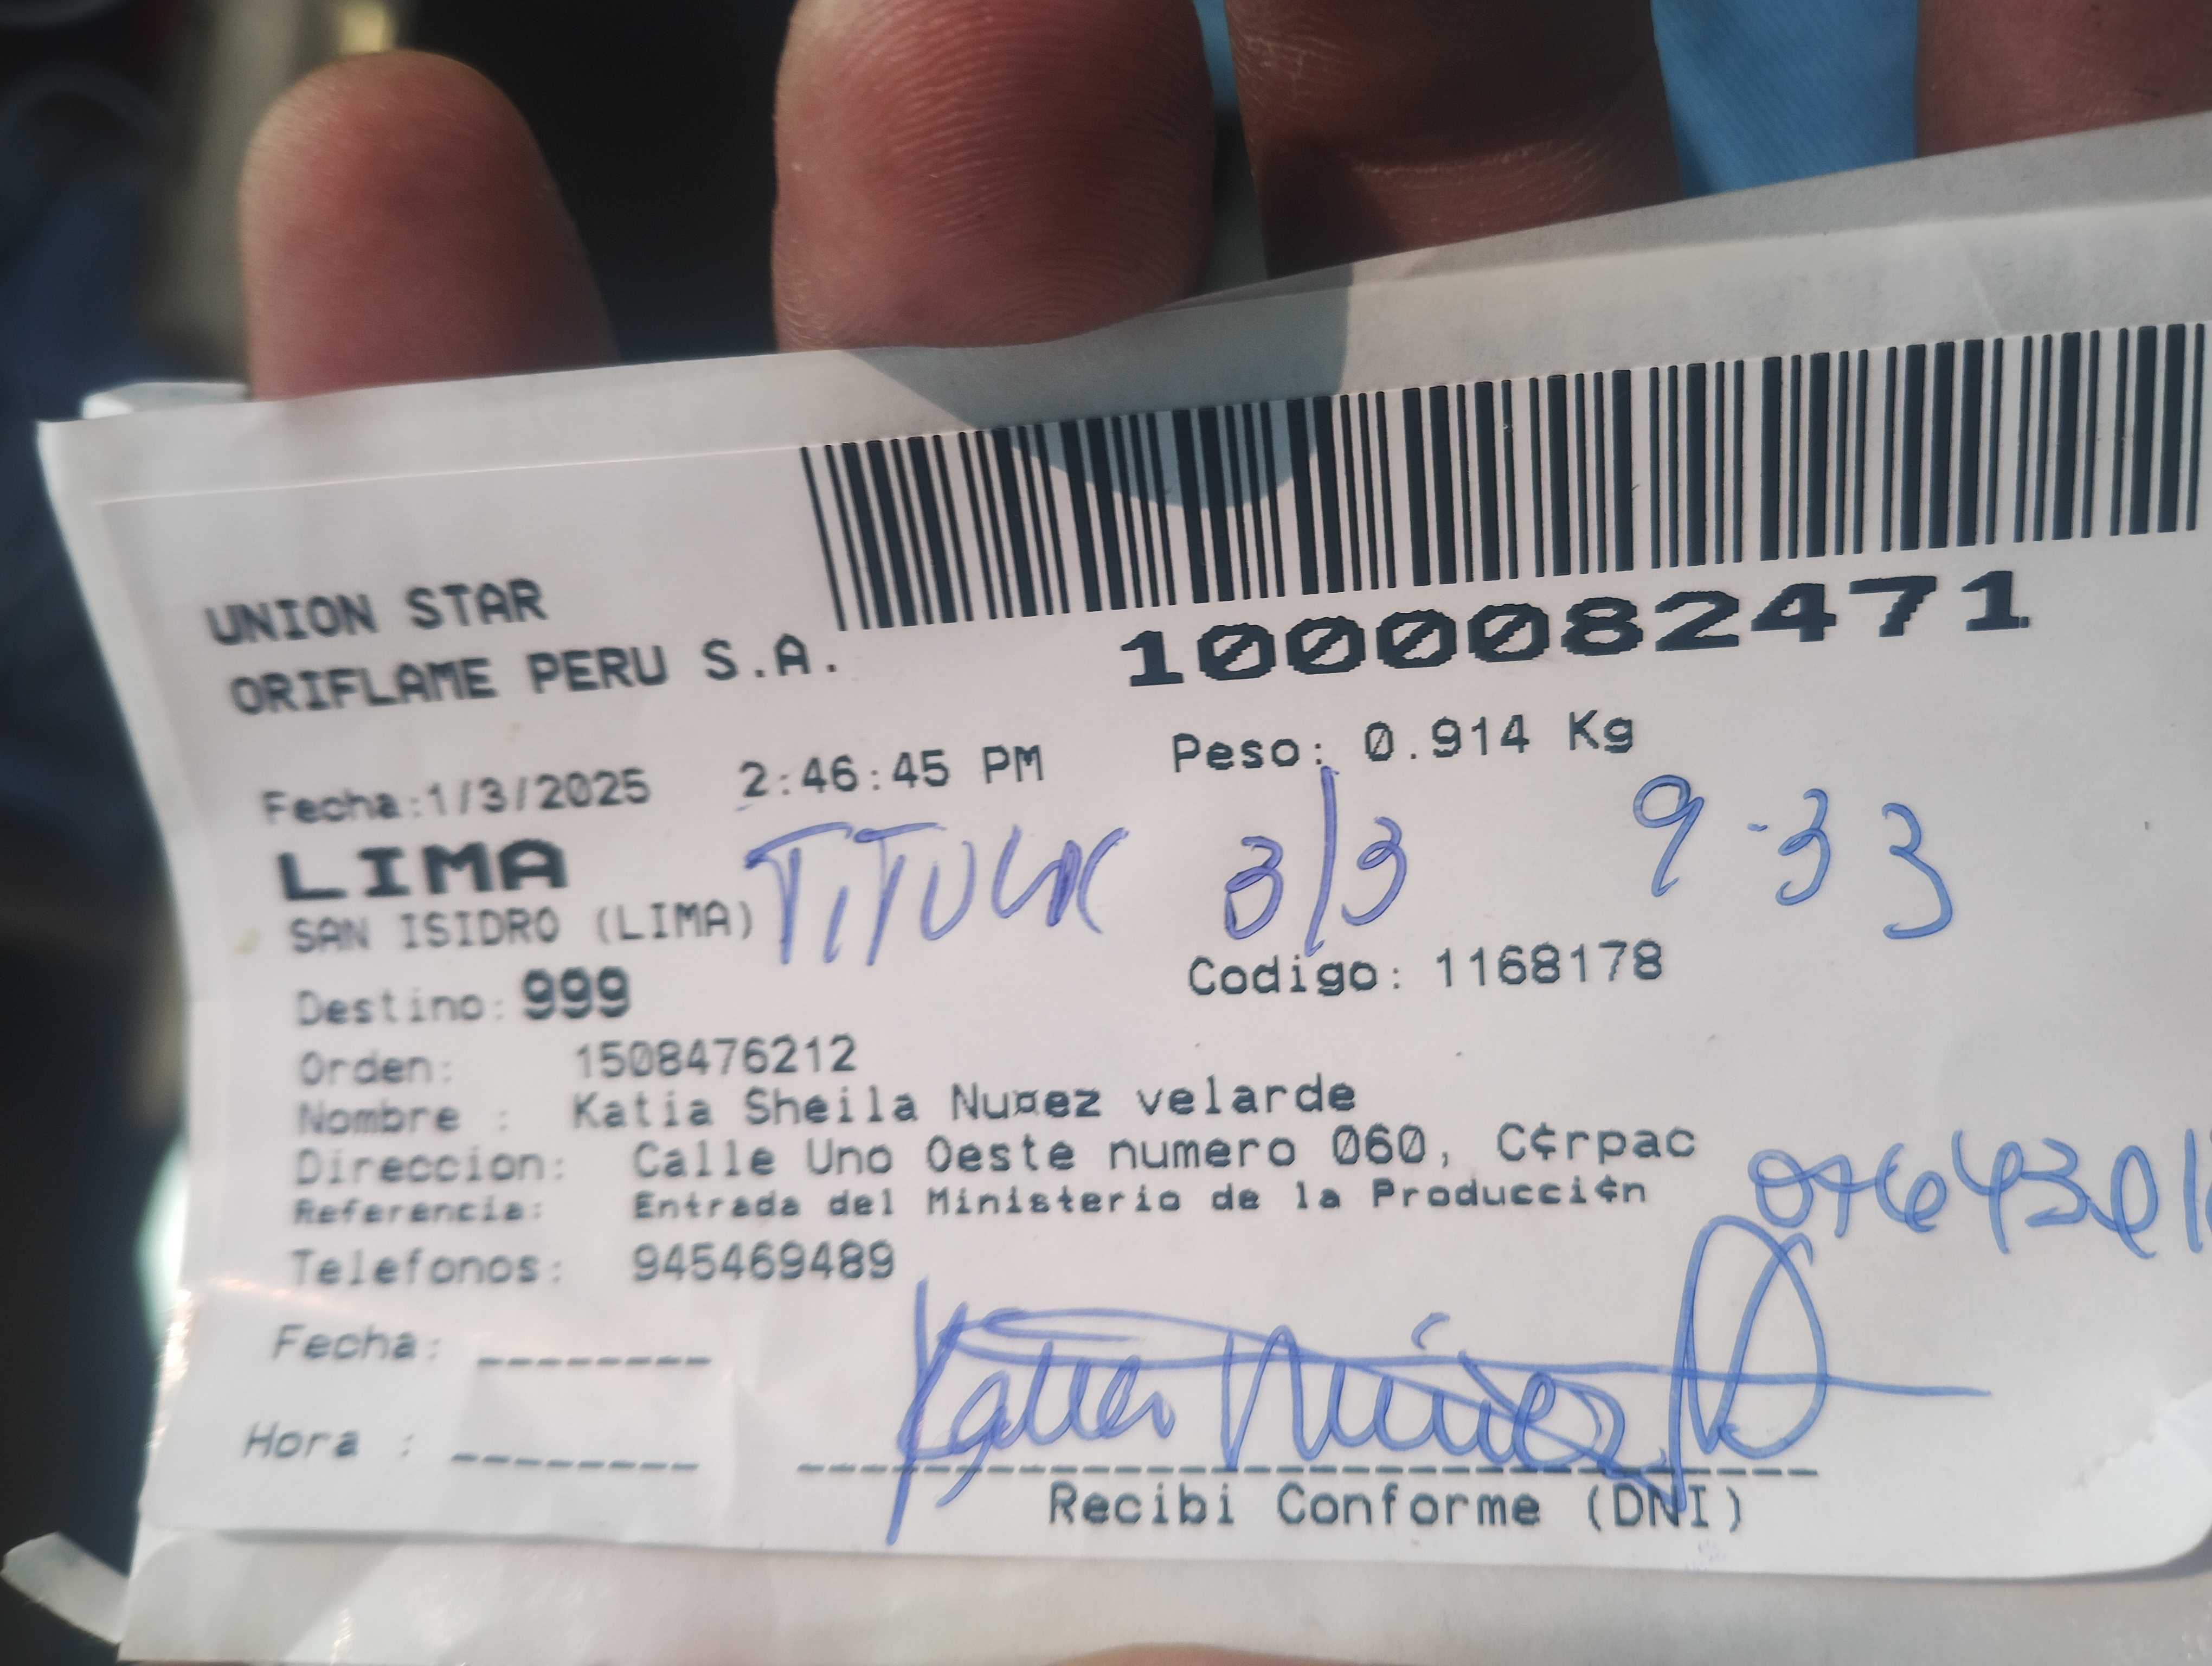 UNION STAR
ORIFLAME PERU S.A.
1000082471
Fecha:1/3/2025 2:46:45 PM Peso: 0.914 Kg
LIMA
SAN ISIDRO (LIMA) 3/3 9:33
Destino: 999 Codigo: 1168178
Orden: 1508476212
Nombre : Katia Sheila Nu¤ez velarde
Direccion: Calle Uno Oeste numero 060, C¢rpac
Referencia: Entrada del Ministerio de la Producci¢n
Telefonos: 945469489
Fecha: --------
Katia Núñez
Hora : --------
Recibi Conforme (DNI)